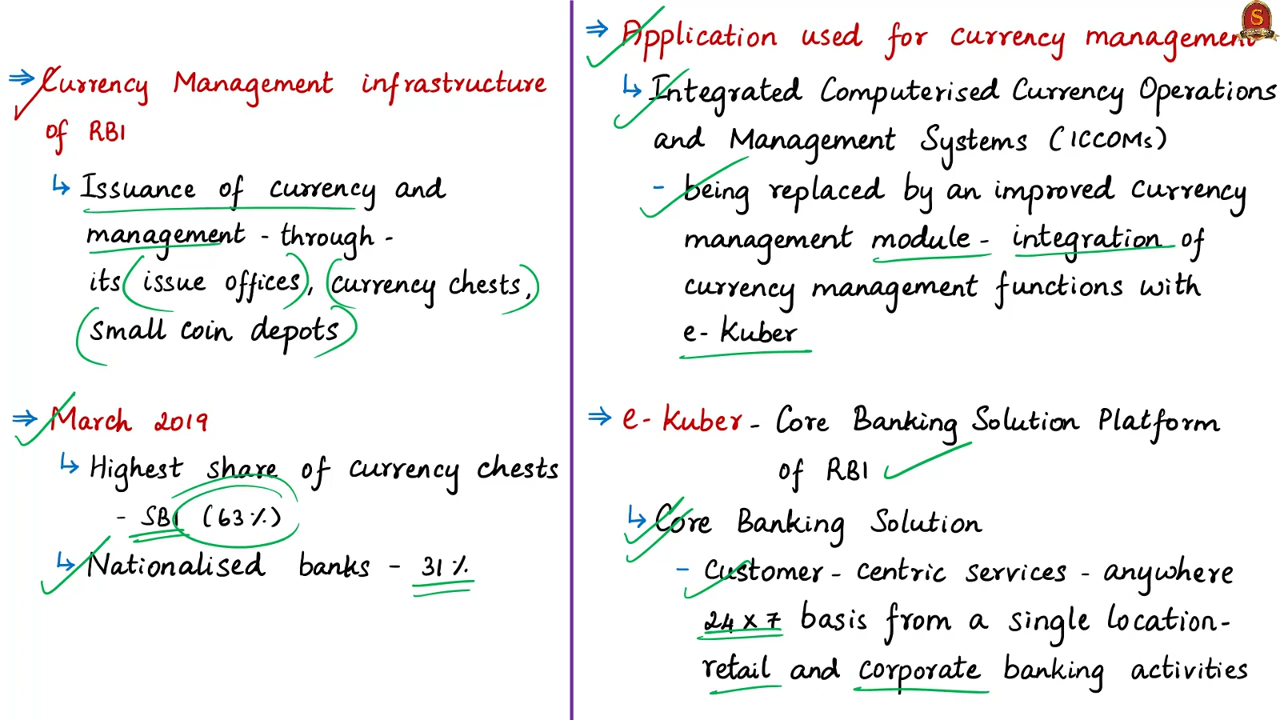 ⇒ Currency Management infrastructure
of RBI
↳ Issuance of currency and
management - through -
its (issue offices), (currency chests,)
(small coin depots)
⇒ March 2019
↳ Highest share of currency chests
- SBI (63%)
↳ Nationalised banks - 31%
⇒ Application used for currency management
↳ Integrated Computerised Currency Operations
and Management Systems (ICCOMs)
- being replaced by an improved currency
management module - integration of
currency management functions with
e-Kuber
⇒ e-Kuber - Core Banking Solution Platform
of RBI
↳ Core Banking Solution
- Customer-centric services - anywhere
24x7 basis from a single location-
retail and corporate banking activities
S